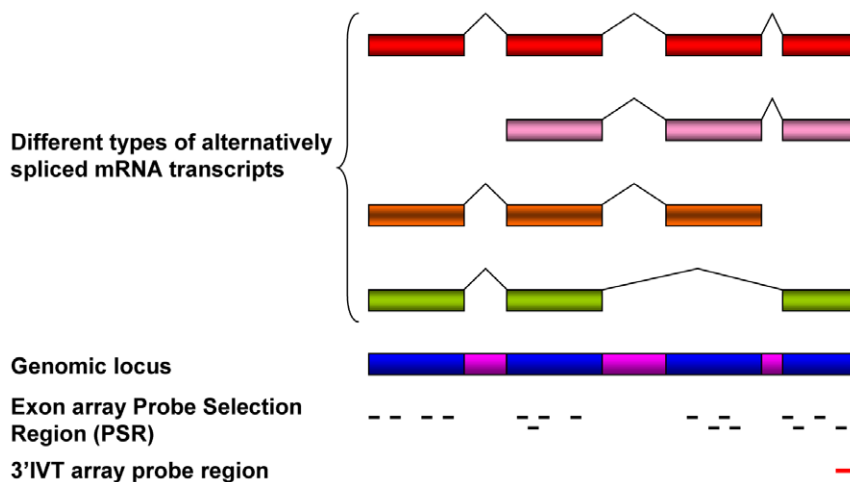 Different types of alternatively
spliced mRNA transcripts
Genomic locus
Exon array Probe Selection
Region (PSR)
3'IVT array probe region